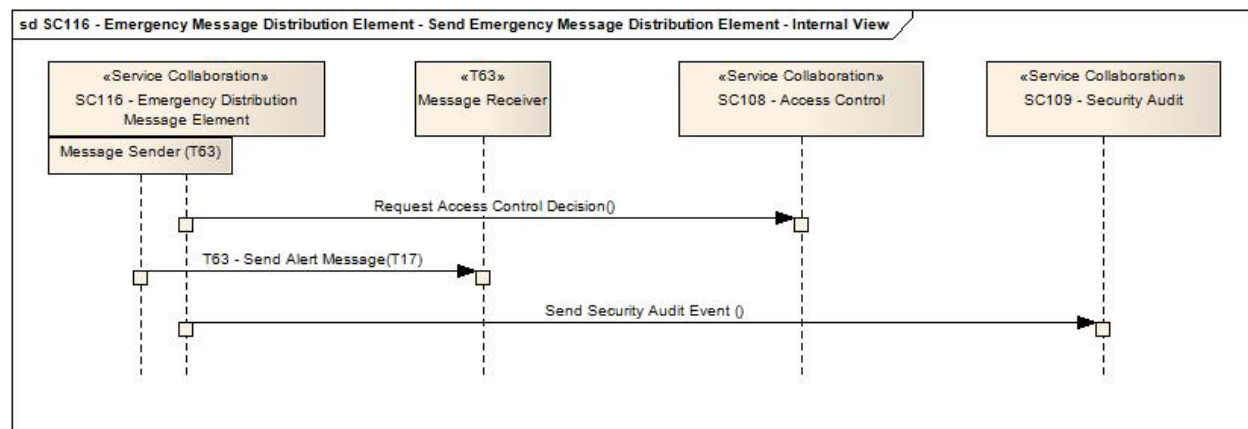 sd SC116 - Emergency Message Distribution Element - Send Emergency Message Distribution Element - Internal View
«Service Collaboration»
SC116 - Emergency Distribution
Message Element
Message Sender (T63)
«T63»
Message Receiver
«Service Collaboration»
SC108 - Access Control
«Service Collaboration»
SC109 - Security Audit
Request Access Control Decision()
T63 - Send Alert Message(T17)
Send Security Audit Event ()